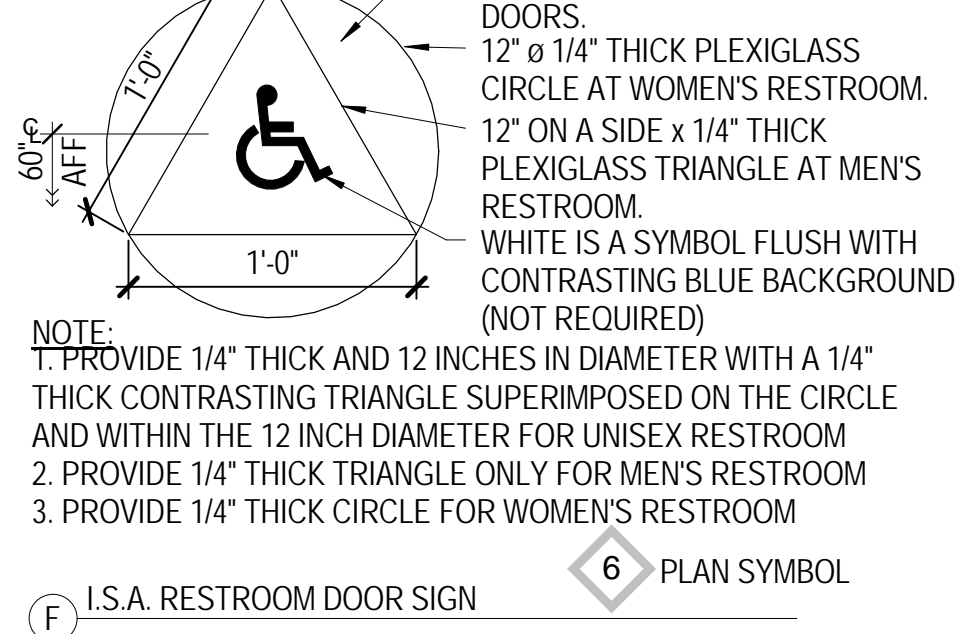 DOORS.
12" ø 1/4" THICK PLEXIGLASS
CIRCLE AT WOMEN'S RESTROOM.
12" ON A SIDE x 1/4" THICK
PLEXIGLASS TRIANGLE AT MEN'S
RESTROOM.
WHITE IS A SYMBOL FLUSH WITH
CONTRASTING BLUE BACKGROUND
(NOT REQUIRED)
1'-0"
℄
60"
AFF
1'-0"
NOTE:
1. PROVIDE 1/4" THICK AND 12 INCHES IN DIAMETER WITH A 1/4"
THICK CONTRASTING TRIANGLE SUPERIMPOSED ON THE CIRCLE
AND WITHIN THE 12 INCH DIAMETER FOR UNISEX RESTROOM
2. PROVIDE 1/4" THICK TRIANGLE ONLY FOR MEN'S RESTROOM
3. PROVIDE 1/4" THICK CIRCLE FOR WOMEN'S RESTROOM
6 PLAN SYMBOL
F I.S.A. RESTROOM DOOR SIGN